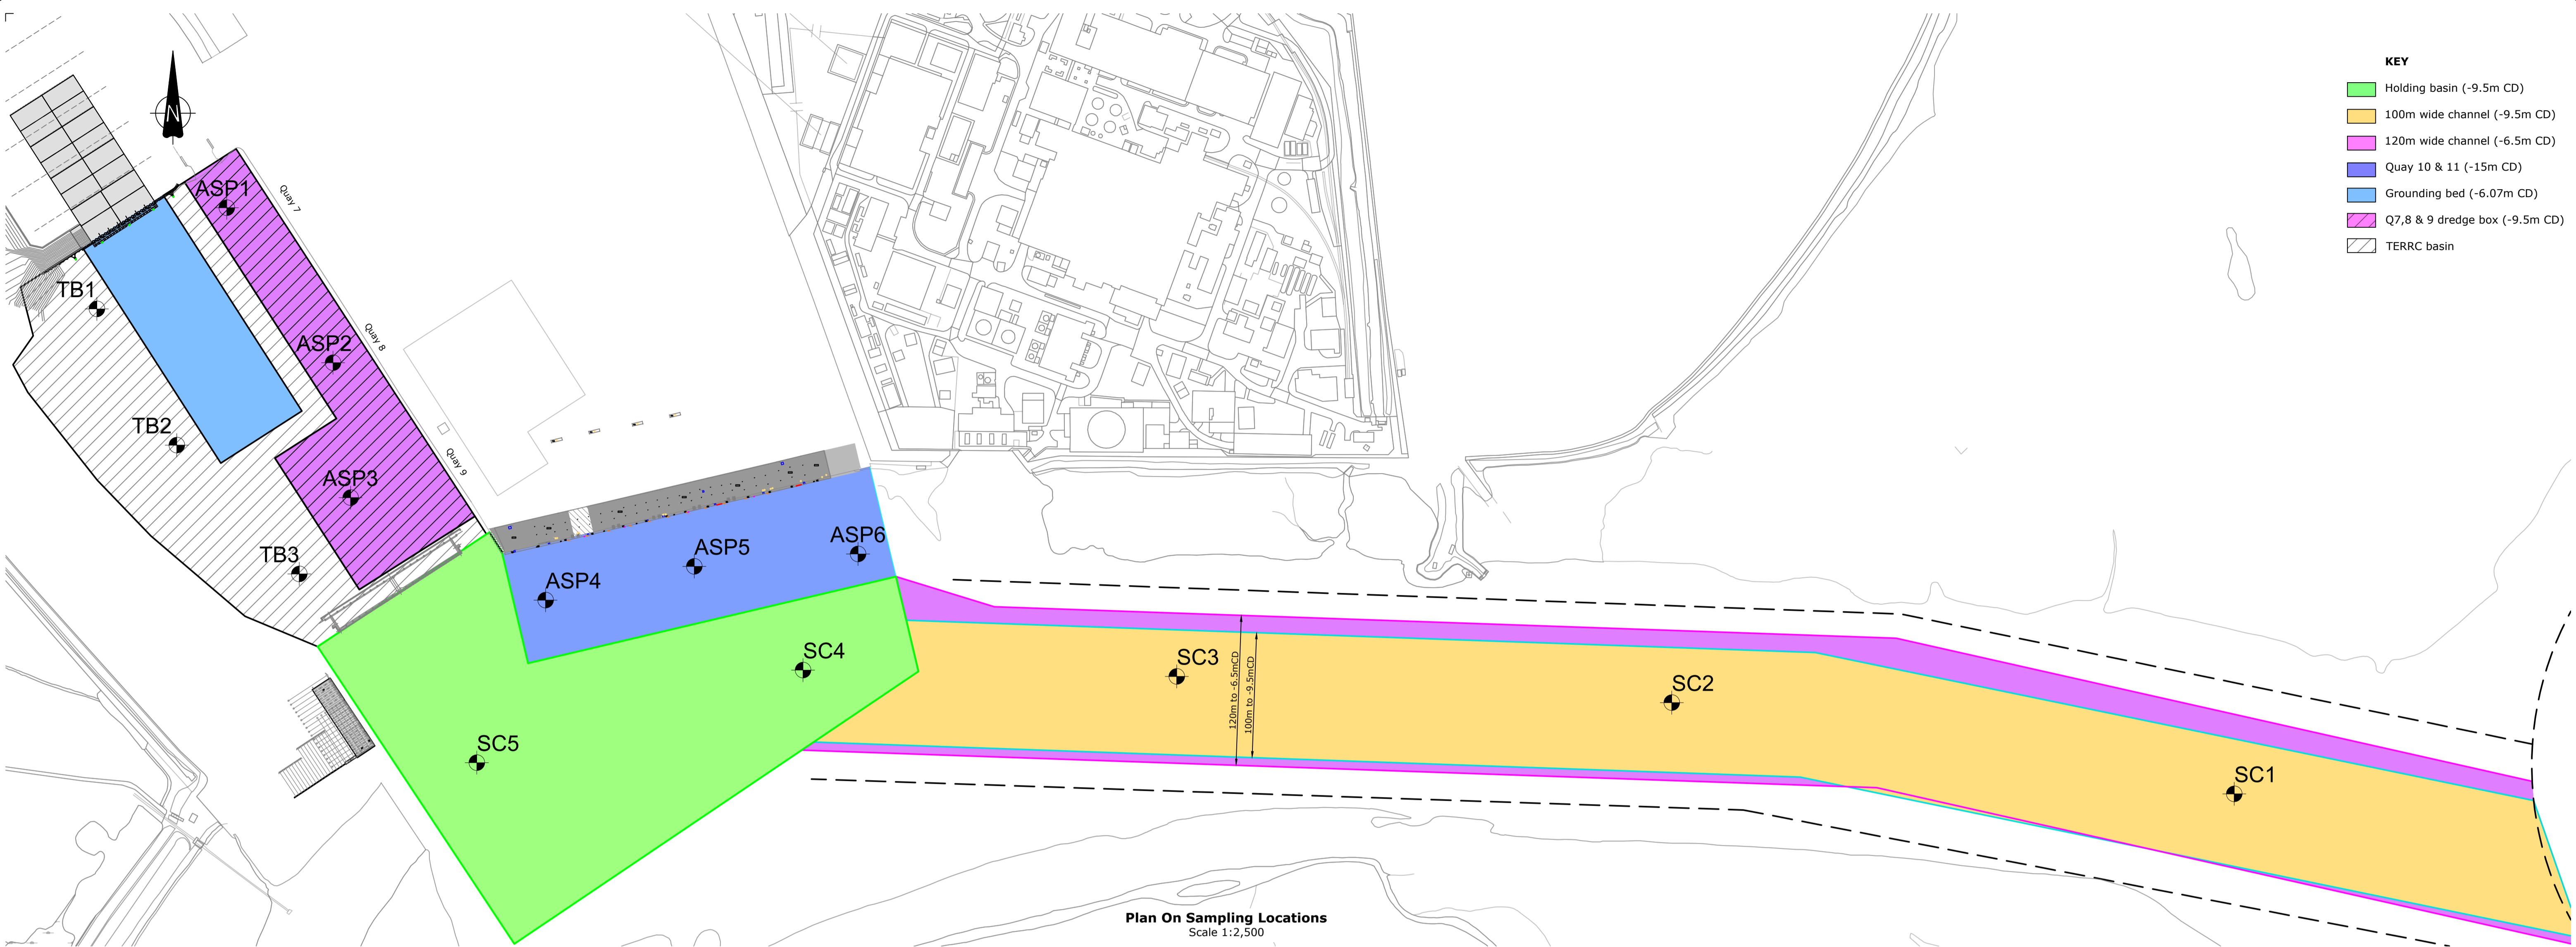 KEY
Holding basin (-9.5m CD)
100m wide channel (-9.5m CD)
120m wide channel (-6.5m CD)
Quay 10 & 11 (-15m CD)
Grounding bed (-6.07m CD)
Q7,8 & 9 dredge box (-9.5m CD)
TERRC basin
N
ASP1
Quay 7
TB1
Quay 8
ASP2
TB2
Quay 9
ASP3
TB3
ASP4
ASP5
ASP6
SC5
SC4
SC3
120m to -6.5mCD
100m to -9.5mCD
SC2
SC1
Plan On Sampling Locations
Scale 1:2,500